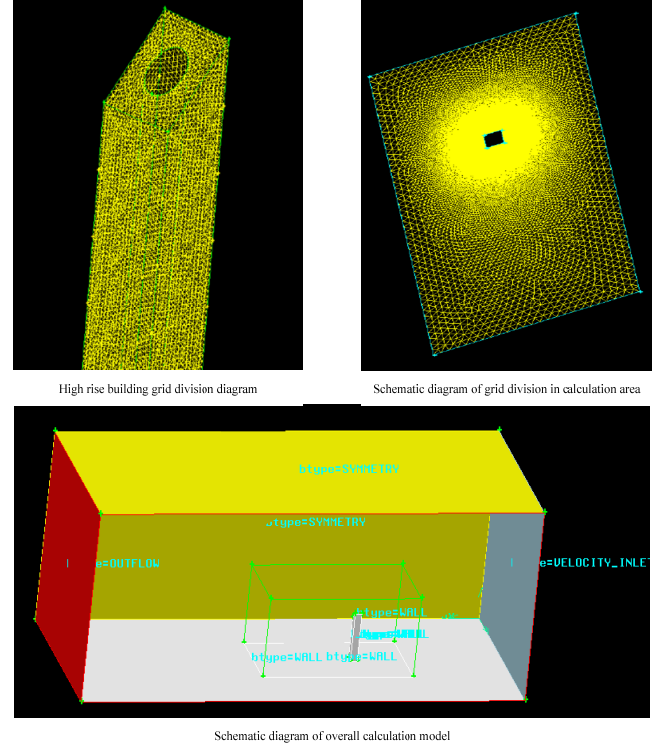 High rise building grid division diagram
Schematic diagram of grid division in calculation area
btype=SYMMETRY
btype=SYMMETRY
e=OUTFLOW
e=VELOCITY_INLET
btype=WALL
btype=WALL
btype=WALL
Schematic diagram of overall calculation model